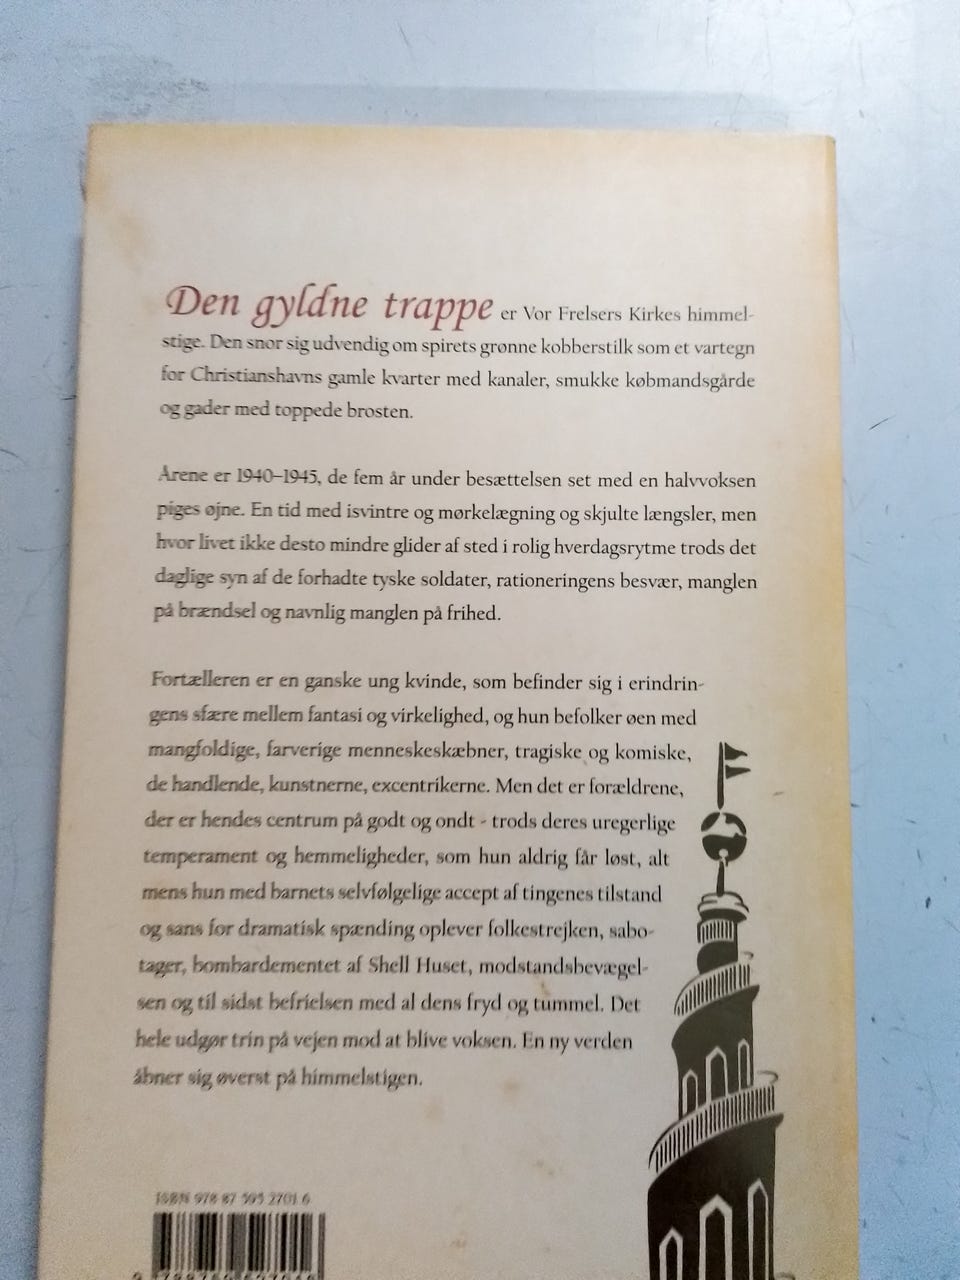 Den gyldne trappe er Vor Frelsers Kirkes himmel-
stige. Den snor sig udvendig om spirets grønne kobberstilk som et vartegn
for Christianshavns gamle kvarter med kanaler, smukke købmandsgårde
og gader med toppede brosten.
Årene er 1940–1945, de fem år under besættelsen set med en halvvoksen
piges øjne. En tid med isvintre og mørkelægning og skjulte længsler, men
hvor livet ikke desto mindre glider af sted i rolig hverdagsrytme trods det
daglige syn af de forhadte tyske soldater, rationeringens besvær, manglen
på brændsel og navnlig manglen på frihed.
Fortælleren er en ganske ung kvinde, som befinder sig i erindrin-
gens sfære mellem fantasi og virkelighed, og hun befolker øen med
mangfoldige, farverige menneskeskæbner, tragiske og komiske,
de handlende, kunstnerne, excentrikerne. Men det er forældrene,
der er hendes centrum på godt og ondt - trods deres uregerlige
temperament og hemmeligheder, som hun aldrig får løst, alt
mens hun med barnets selvfølgelige accept af tingenes tilstand
og sans for dramatisk spænding oplever folkestrejken, sabo-
tager, bombardementet af Shell Huset, modstandsbevægel-
sen og til sidst befrielsen med al dens fryd og tummel. Det
hele udgør trin på vejen mod at blive voksen. En ny verden
åbner sig øverst på himmelstigen.
ISBN 978 87 595 2701 6